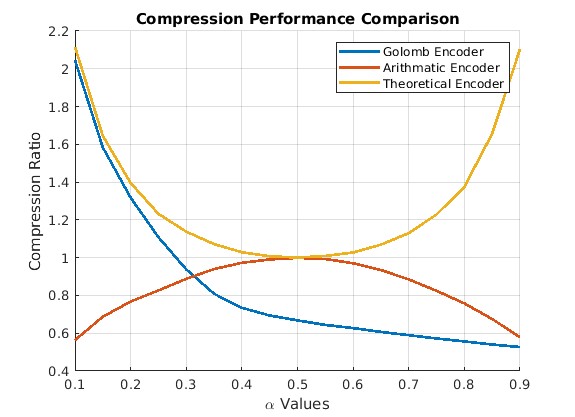 Compression Performance Comparison
2.2
2
1.8
1.6
1.4
1.2
1
0.8
0.6
0.4
Compression Ratio
Golomb Encoder
Arithmatic Encoder
Theoretical Encoder
0.1 0.2 0.3 0.4 0.5 0.6 0.7 0.8 0.9
α Values